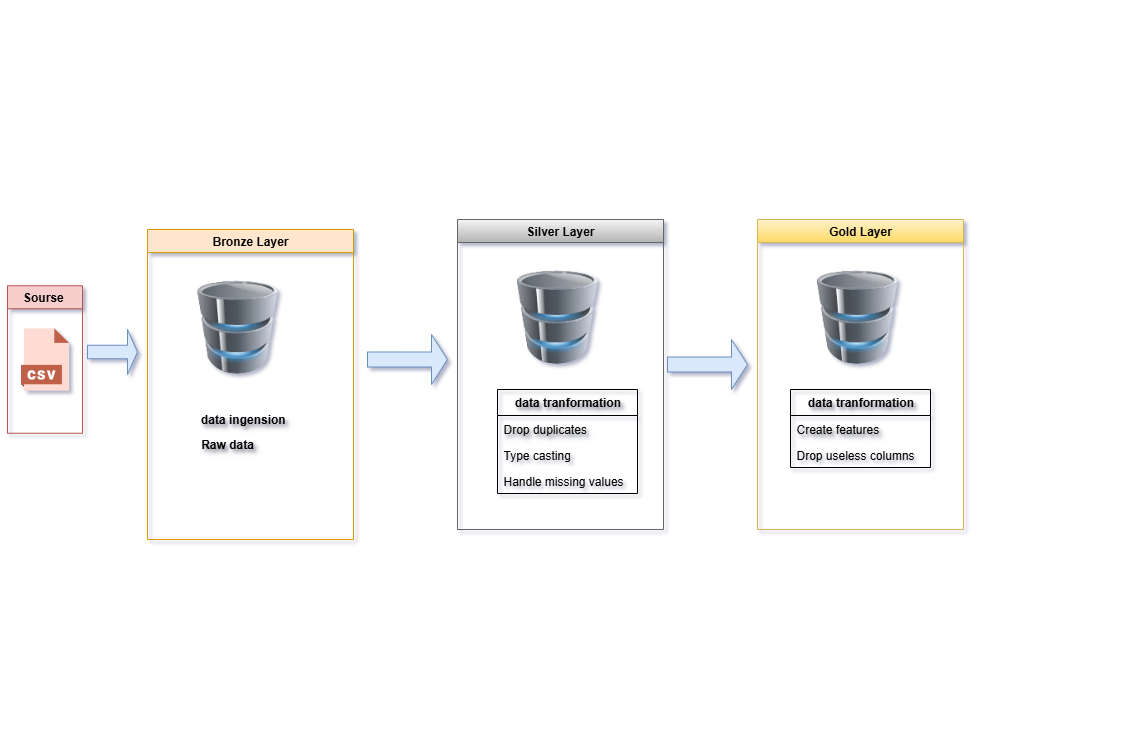 Sourse
CSV
Bronze Layer
data ingension
Raw data
Silver Layer
data tranformation
Drop duplicates
Type casting
Handle missing values
Gold Layer
data tranformation
Create features
Drop useless columns